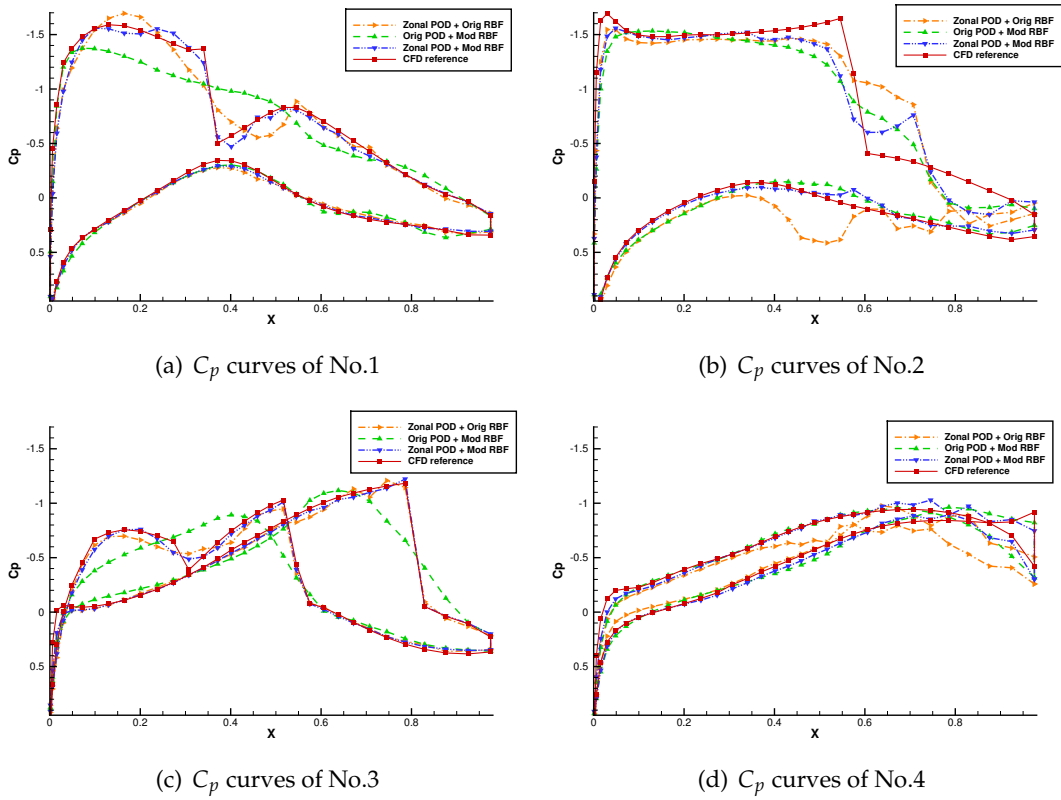 -1.5
-1
-0.5
0
0.5
Cp
0
0.2
0.4
0.6
0.8
X
Zonal POD + Orig RBF
Orig POD + Mod RBF
Zonal POD + Mod RBF
CFD reference
(a) Cp curves of No.1
-1.5
-1
-0.5
0
0.5
Cp
0
0.2
0.4
0.6
0.8
X
Zonal POD + Orig RBF
Orig POD + Mod RBF
Zonal POD + Mod RBF
CFD reference
(b) Cp curves of No.2
-1.5
-1
-0.5
0
0.5
Cp
0
0.2
0.4
0.6
0.8
X
Zonal POD + Orig RBF
Orig POD + Mod RBF
Zonal POD + Mod RBF
CFD reference
(c) Cp curves of No.3
-1.5
-1
-0.5
0
0.5
Cp
0
0.2
0.4
0.6
0.8
X
Zonal POD + Orig RBF
Orig POD + Mod RBF
Zonal POD + Mod RBF
CFD reference
(d) Cp curves of No.4